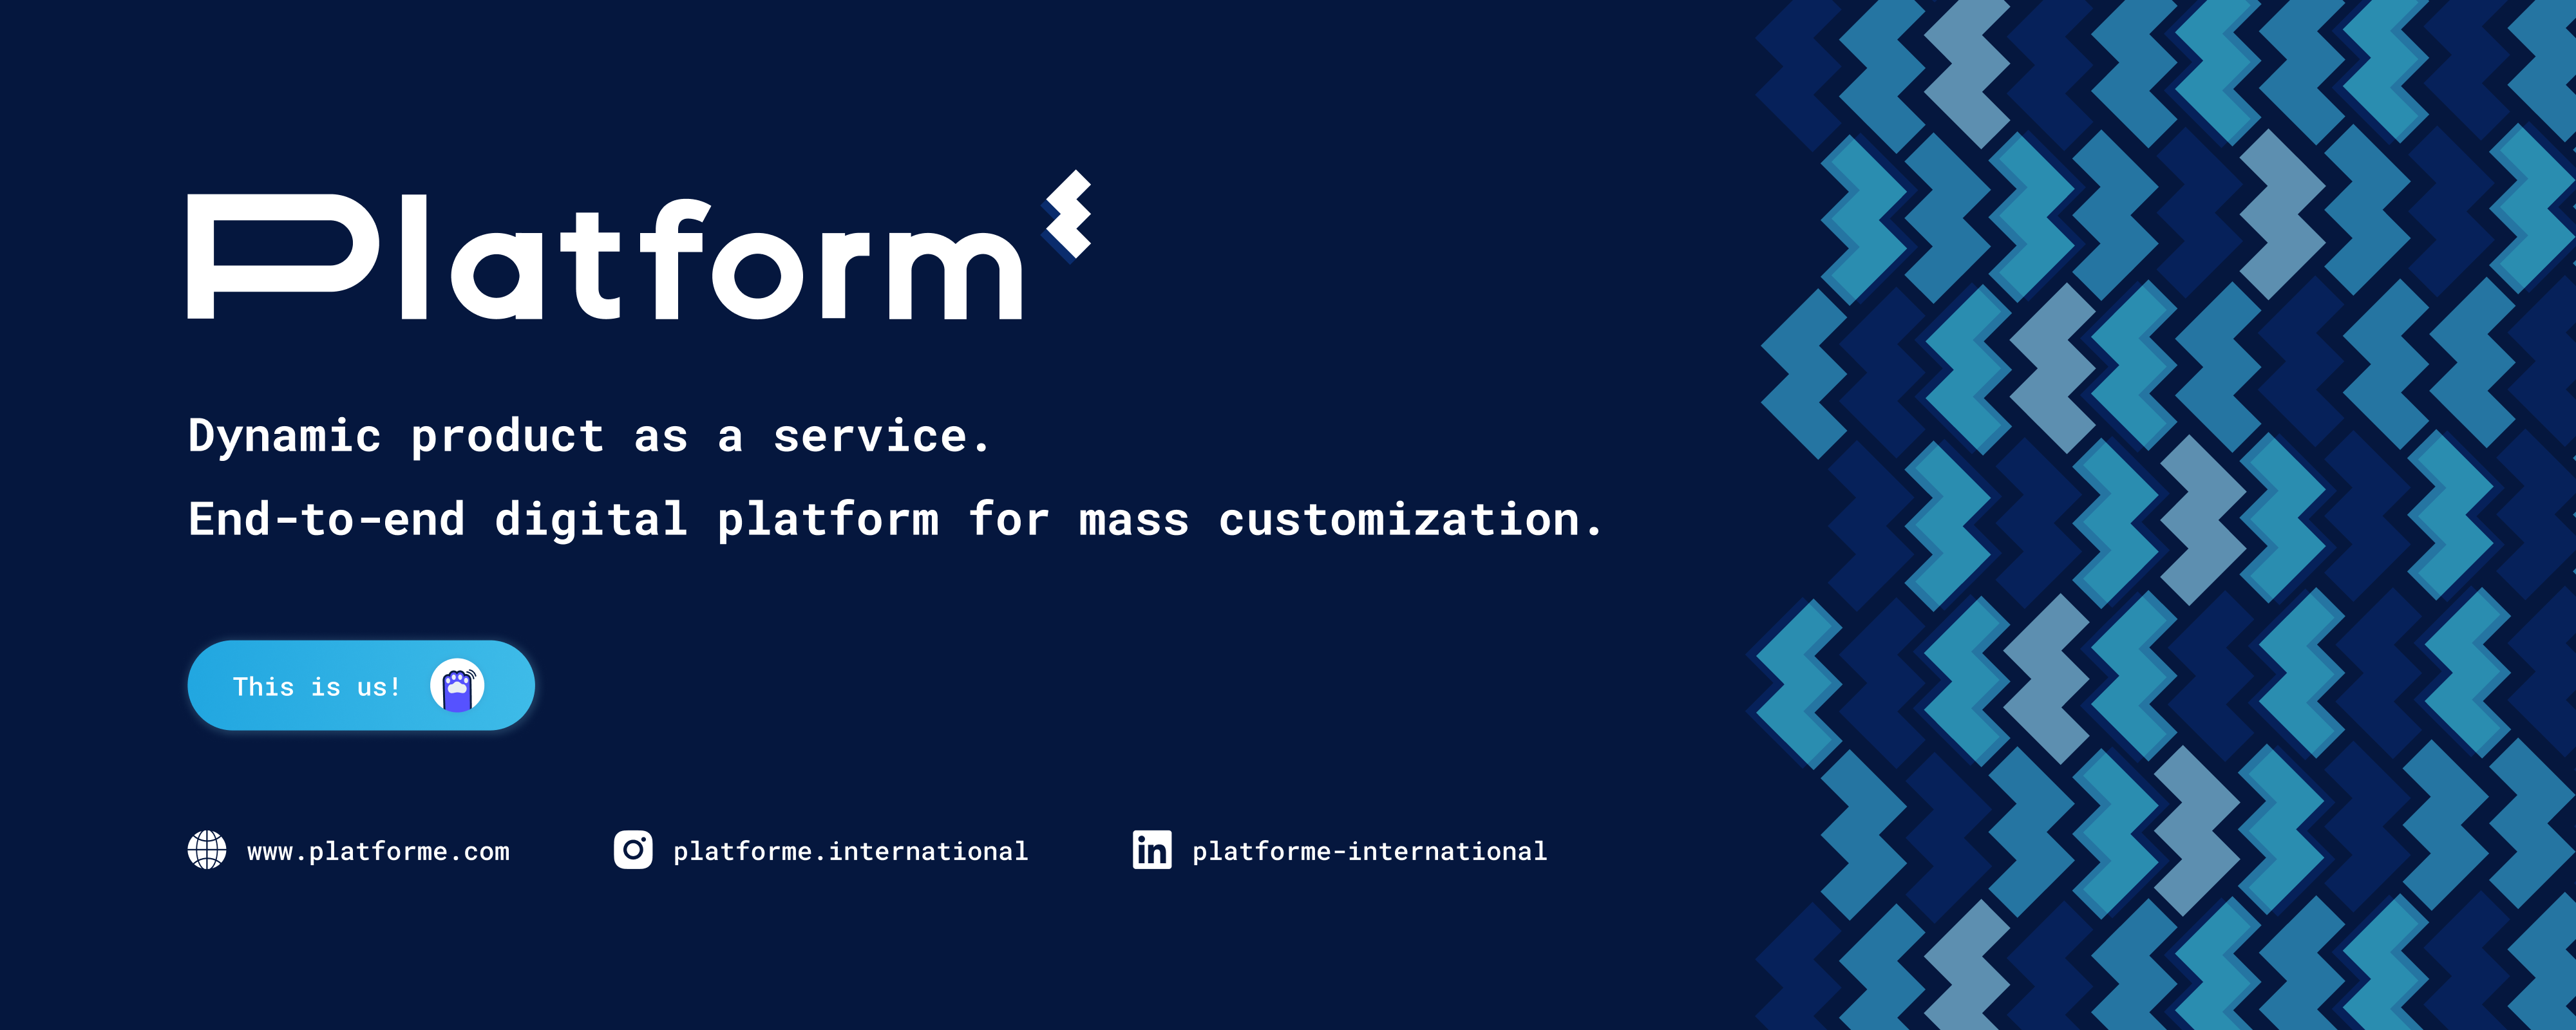 Platform
Dynamic product as a service.
End-to-end digital platform for mass customization.
This is us!
www.platforme.com
platforme.international
platforme-international